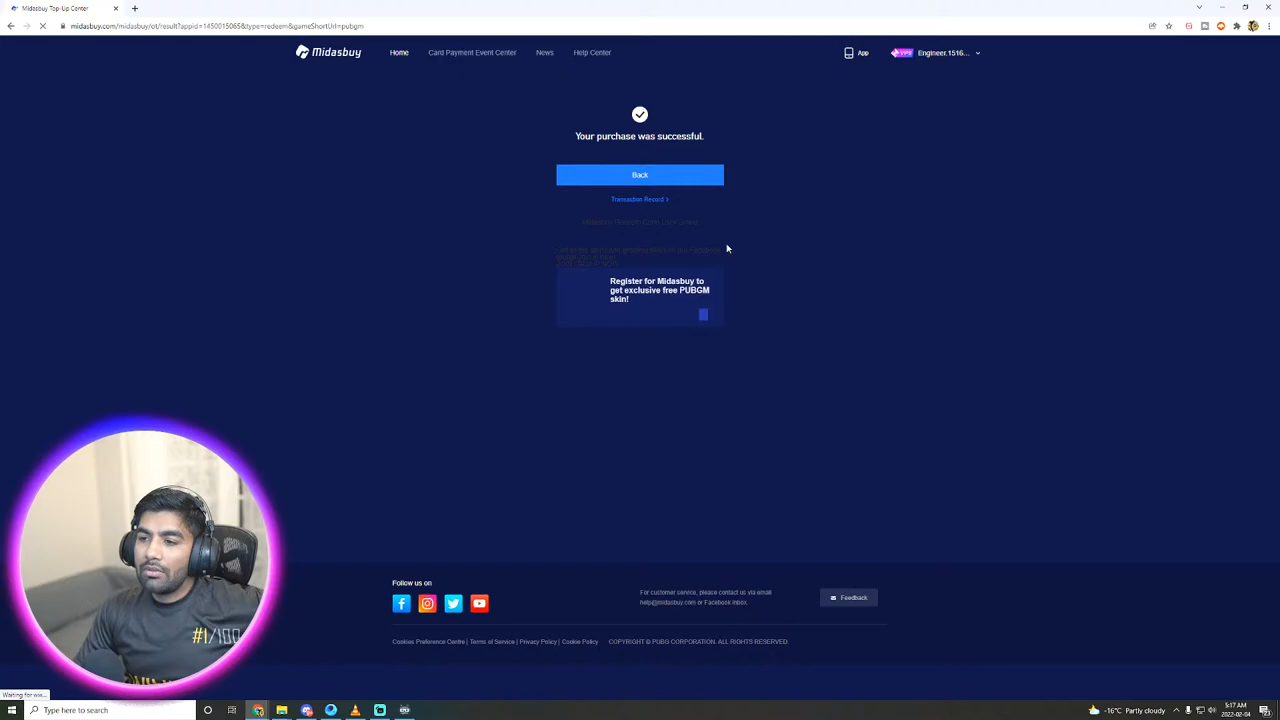 Midasbuy Top-Up Center
midasbuy.com/midasbuy/ot/result?appid=1450015065&type=redeem&gameShortUrl=pubgm
Midasbuy
Home
Card Payment Event Center
News
Help Center
App
Engineer.1516...
Your purchase was successful.
Back
Transaction Record >
Register for Midasbuy to
get exclusive free PUBGM
skin!
Follow us on
For customer service, please contact us via email
help@midasbuy.com or Facebook inbox.
Feedback
Cookies Preference Centre | Terms of Service | Privacy Policy | Cookie Policy
COPYRIGHT © PUBG CORPORATION. ALL RIGHTS RESERVED.
#1/100
Waiting for ww...
Type here to search
-16°C Partly cloudy
5:17 AM
2022-02-04